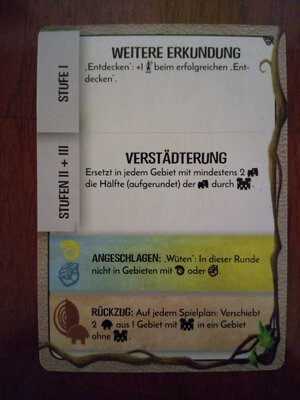 WEITERE ERKUNDUNG
„Entdecken“: +1 beim erfolgreichen „Ent-
decken“.
STUFE I
VERSTÄDTERUNG
Ersetzt in jedem Gebiet mit mindestens 2
die Hälfte (aufgerundet) der durch .
STUFEN II + III
ANGESCHLAGEN: „Wüten“: In dieser Runde
nicht in Gebieten mit oder .
RÜCKZUG: Auf jedem Spielplan: Verschiebt
2 aus 1 Gebiet mit in ein Gebiet
ohne .